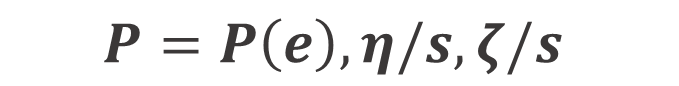 P = P(e), η/s, ζ/s